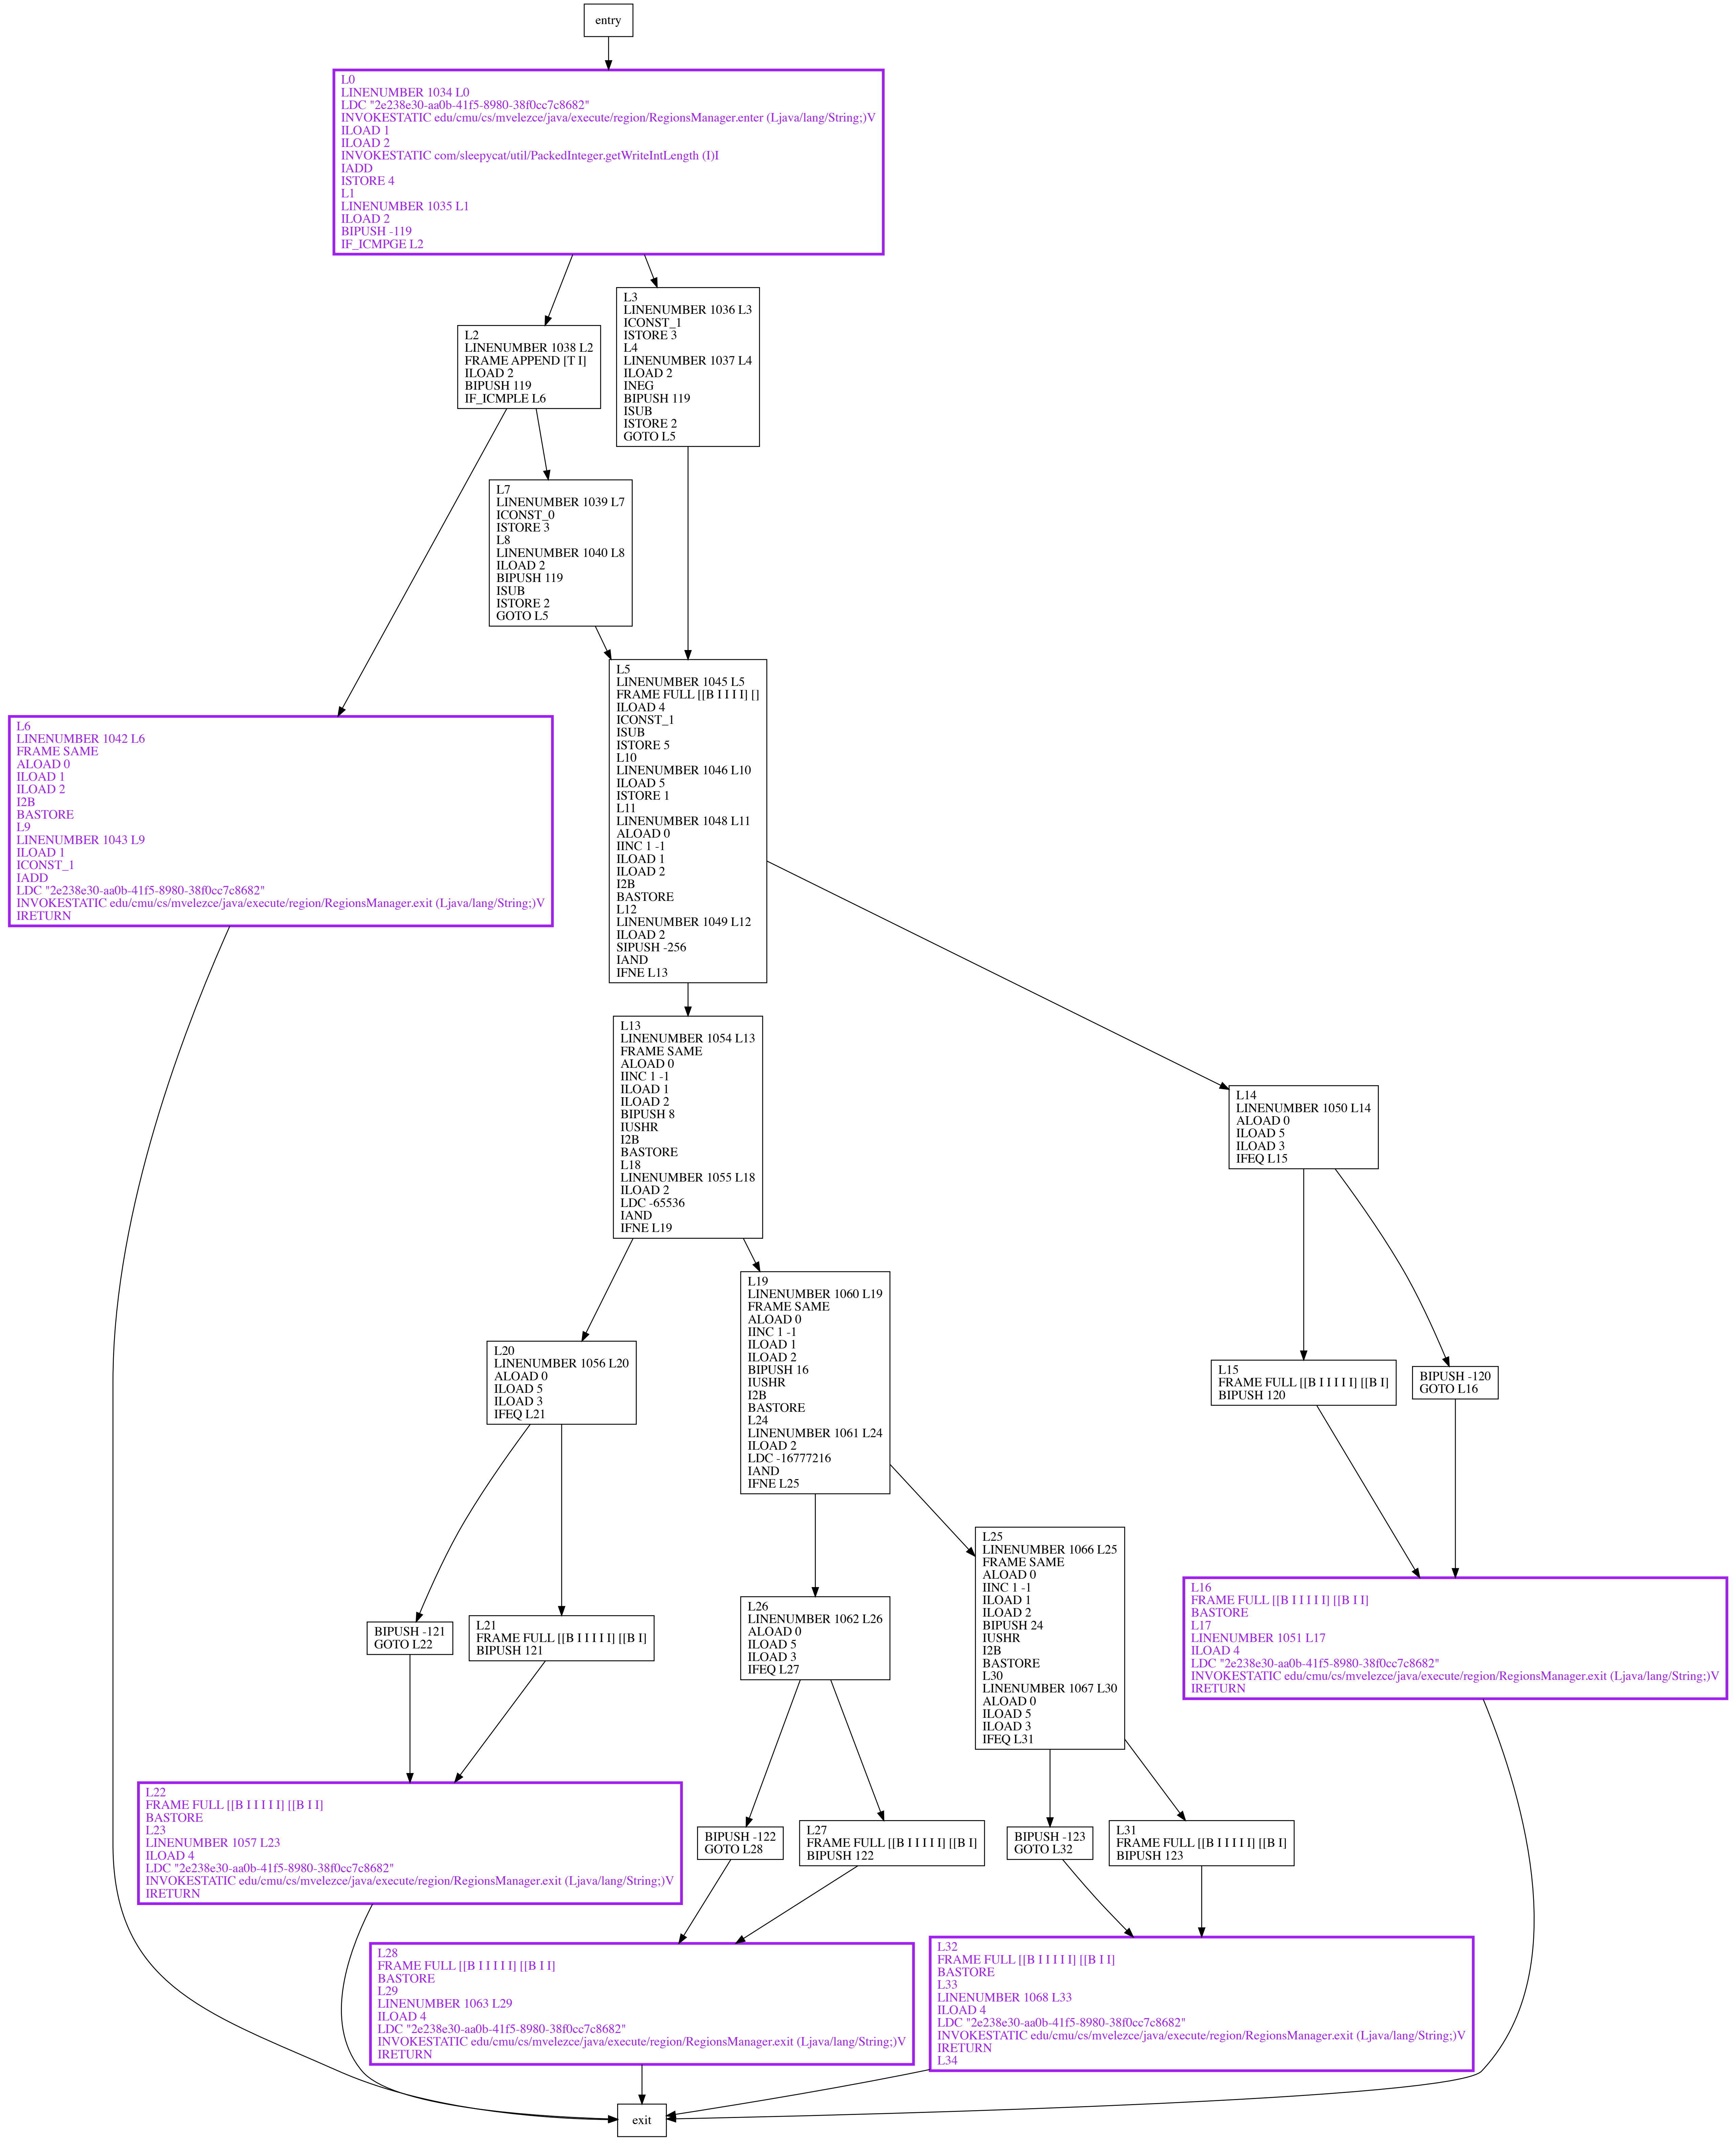 entry
L0
LINENUMBER 1034 L0
LDC "2e238e30-aa0b-41f5-8980-38f0cc7c8682"
INVOKESTATIC edu/cmu/cs/mvelezce/java/execute/region/RegionsManager.enter (Ljava/lang/String;)V
ILOAD 1
ILOAD 2
INVOKESTATIC com/sleepycat/util/PackedInteger.getWriteIntLength (I)I
IADD
ISTORE 4
L1
LINENUMBER 1035 L1
ILOAD 2
BIPUSH -119
IF_ICMPGE L2
L3
LINENUMBER 1036 L3
ICONST_1
ISTORE 3
L4
LINENUMBER 1037 L4
ILOAD 2
INEG
BIPUSH 119
ISUB
ISTORE 2
GOTO L5
L2
LINENUMBER 1038 L2
FRAME APPEND [T I]
ILOAD 2
BIPUSH 119
IF_ICMPLE L6
L7
LINENUMBER 1039 L7
ICONST_0
ISTORE 3
L8
LINENUMBER 1040 L8
ILOAD 2
BIPUSH 119
ISUB
ISTORE 2
GOTO L5
L5
LINENUMBER 1045 L5
FRAME FULL [[B I I I I] []
ILOAD 4
ICONST_1
ISUB
ISTORE 5
L10
LINENUMBER 1046 L10
ILOAD 5
ISTORE 1
L11
LINENUMBER 1048 L11
ALOAD 0
IINC 1 -1
ILOAD 1
ILOAD 2
I2B
BASTORE
L12
LINENUMBER 1049 L12
ILOAD 2
SIPUSH -256
IAND
IFNE L13
L6
LINENUMBER 1042 L6
FRAME SAME
ALOAD 0
ILOAD 1
ILOAD 2
I2B
BASTORE
L9
LINENUMBER 1043 L9
ILOAD 1
ICONST_1
IADD
LDC "2e238e30-aa0b-41f5-8980-38f0cc7c8682"
INVOKESTATIC edu/cmu/cs/mvelezce/java/execute/region/RegionsManager.exit (Ljava/lang/String;)V
IRETURN
L13
LINENUMBER 1054 L13
FRAME SAME
ALOAD 0
IINC 1 -1
ILOAD 1
ILOAD 2
BIPUSH 8
IUSHR
I2B
BASTORE
L18
LINENUMBER 1055 L18
ILOAD 2
LDC -65536
IAND
IFNE L19
L14
LINENUMBER 1050 L14
ALOAD 0
ILOAD 5
ILOAD 3
IFEQ L15
L19
LINENUMBER 1060 L19
FRAME SAME
ALOAD 0
IINC 1 -1
ILOAD 1
ILOAD 2
BIPUSH 16
IUSHR
I2B
BASTORE
L24
LINENUMBER 1061 L24
ILOAD 2
LDC -16777216
IAND
IFNE L25
L20
LINENUMBER 1056 L20
ALOAD 0
ILOAD 5
ILOAD 3
IFEQ L21
L15
FRAME FULL [[B I I I I I] [[B I]
BIPUSH 120
BIPUSH -120
GOTO L16
L25
LINENUMBER 1066 L25
FRAME SAME
ALOAD 0
IINC 1 -1
ILOAD 1
ILOAD 2
BIPUSH 24
IUSHR
I2B
BASTORE
L30
LINENUMBER 1067 L30
ALOAD 0
ILOAD 5
ILOAD 3
IFEQ L31
L16
FRAME FULL [[B I I I I I] [[B I I]
BASTORE
L17
LINENUMBER 1051 L17
ILOAD 4
LDC "2e238e30-aa0b-41f5-8980-38f0cc7c8682"
INVOKESTATIC edu/cmu/cs/mvelezce/java/execute/region/RegionsManager.exit (Ljava/lang/String;)V
IRETURN
L26
LINENUMBER 1062 L26
ALOAD 0
ILOAD 5
ILOAD 3
IFEQ L27
BIPUSH -121
GOTO L22
L21
FRAME FULL [[B I I I I I] [[B I]
BIPUSH 121
L22
FRAME FULL [[B I I I I I] [[B I I]
BASTORE
L23
LINENUMBER 1057 L23
ILOAD 4
LDC "2e238e30-aa0b-41f5-8980-38f0cc7c8682"
INVOKESTATIC edu/cmu/cs/mvelezce/java/execute/region/RegionsManager.exit (Ljava/lang/String;)V
IRETURN
BIPUSH -122
GOTO L28
L27
FRAME FULL [[B I I I I I] [[B I]
BIPUSH 122
BIPUSH -123
GOTO L32
L31
FRAME FULL [[B I I I I I] [[B I]
BIPUSH 123
L28
FRAME FULL [[B I I I I I] [[B I I]
BASTORE
L29
LINENUMBER 1063 L29
ILOAD 4
LDC "2e238e30-aa0b-41f5-8980-38f0cc7c8682"
INVOKESTATIC edu/cmu/cs/mvelezce/java/execute/region/RegionsManager.exit (Ljava/lang/String;)V
IRETURN
L32
FRAME FULL [[B I I I I I] [[B I I]
BASTORE
L33
LINENUMBER 1068 L33
ILOAD 4
LDC "2e238e30-aa0b-41f5-8980-38f0cc7c8682"
INVOKESTATIC edu/cmu/cs/mvelezce/java/execute/region/RegionsManager.exit (Ljava/lang/String;)V
IRETURN
L34
exit